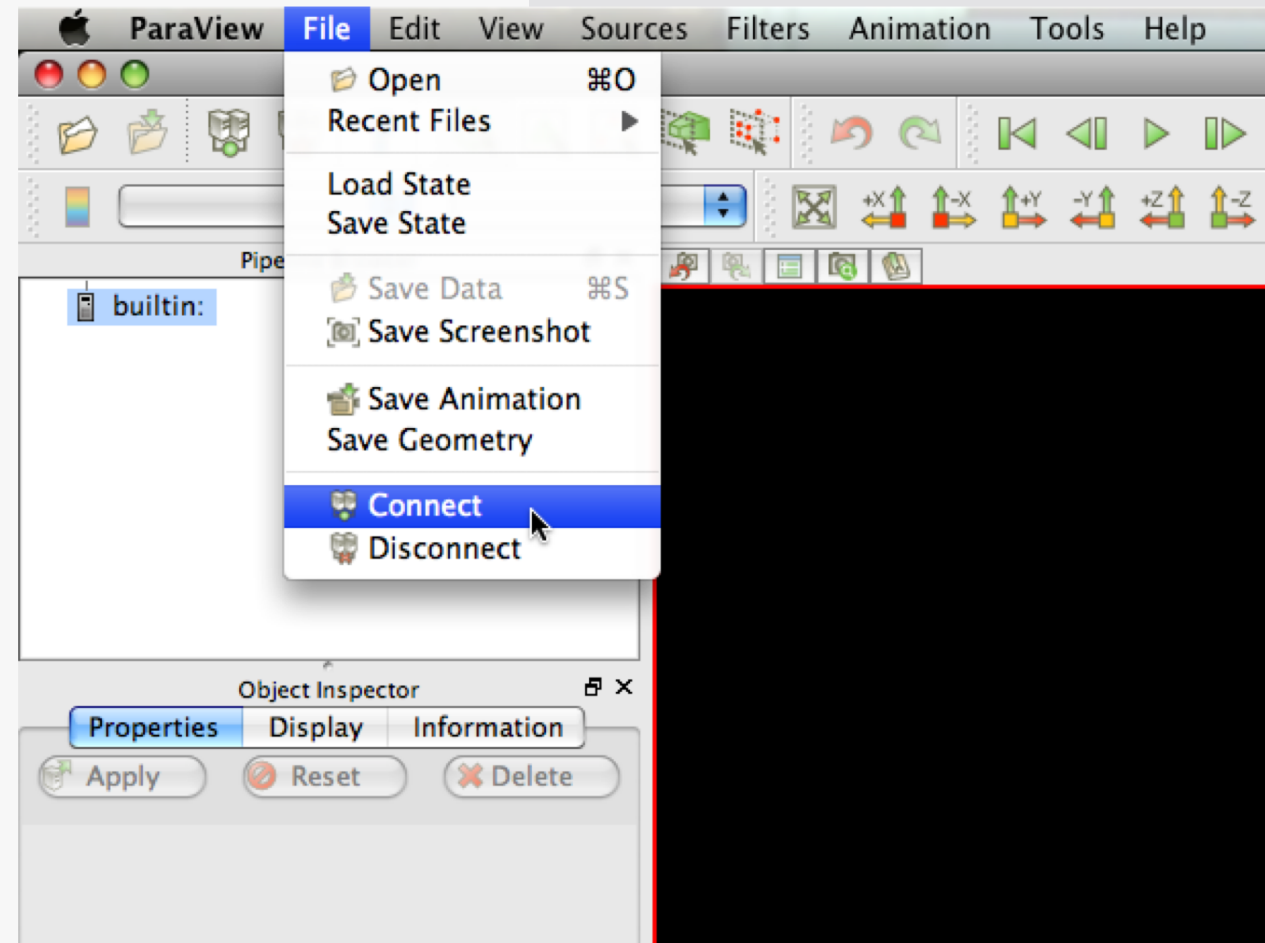 ParaView File Edit View Sources Filters Animation Tools Help
Open ⌘O
Recent Files
Load State
Save State
+X -X +Y -Y +Z -Z
Save Data ⌘S
Save Screenshot
builtin:
Save Animation
Save Geometry
Connect
Disconnect
Object Inspector
Properties Display Information
Apply Reset Delete